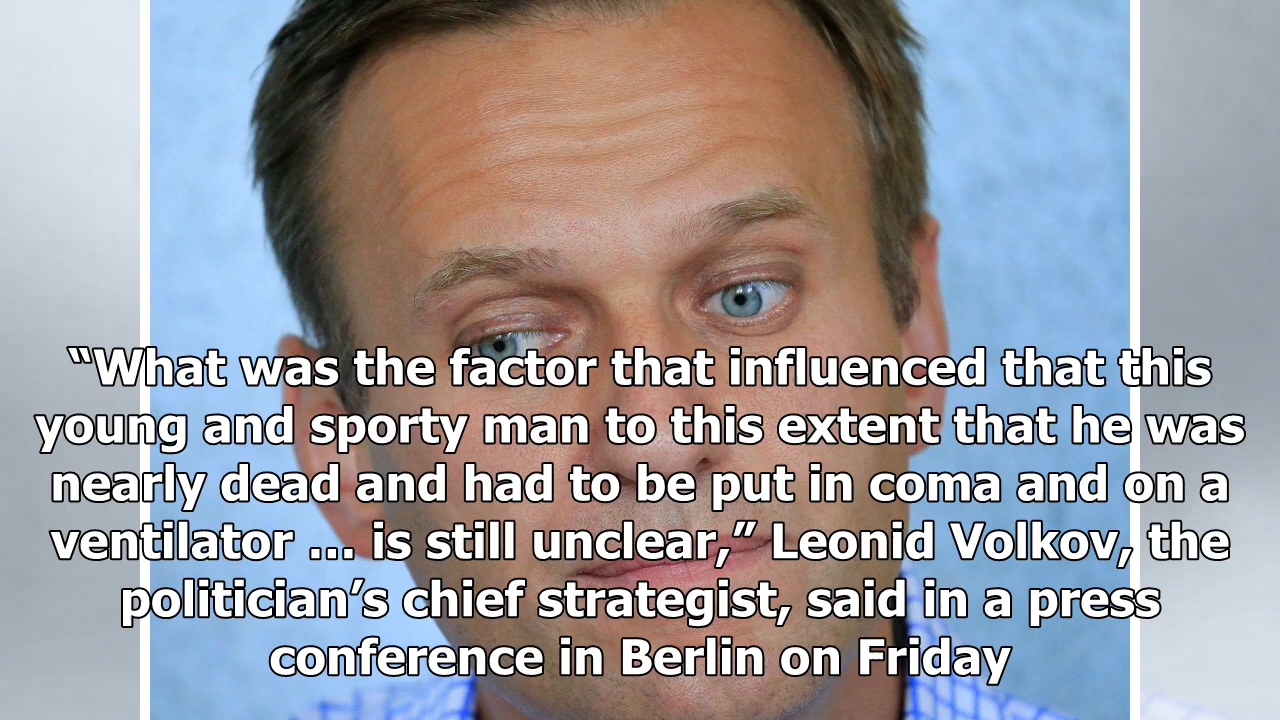 “What was the factor that influenced that this
young and sporty man to this extent that he was
nearly dead and had to be put in coma and on a
ventilator ... is still unclear,” Leonid Volkov, the
politician’s chief strategist, said in a press
conference in Berlin on Friday